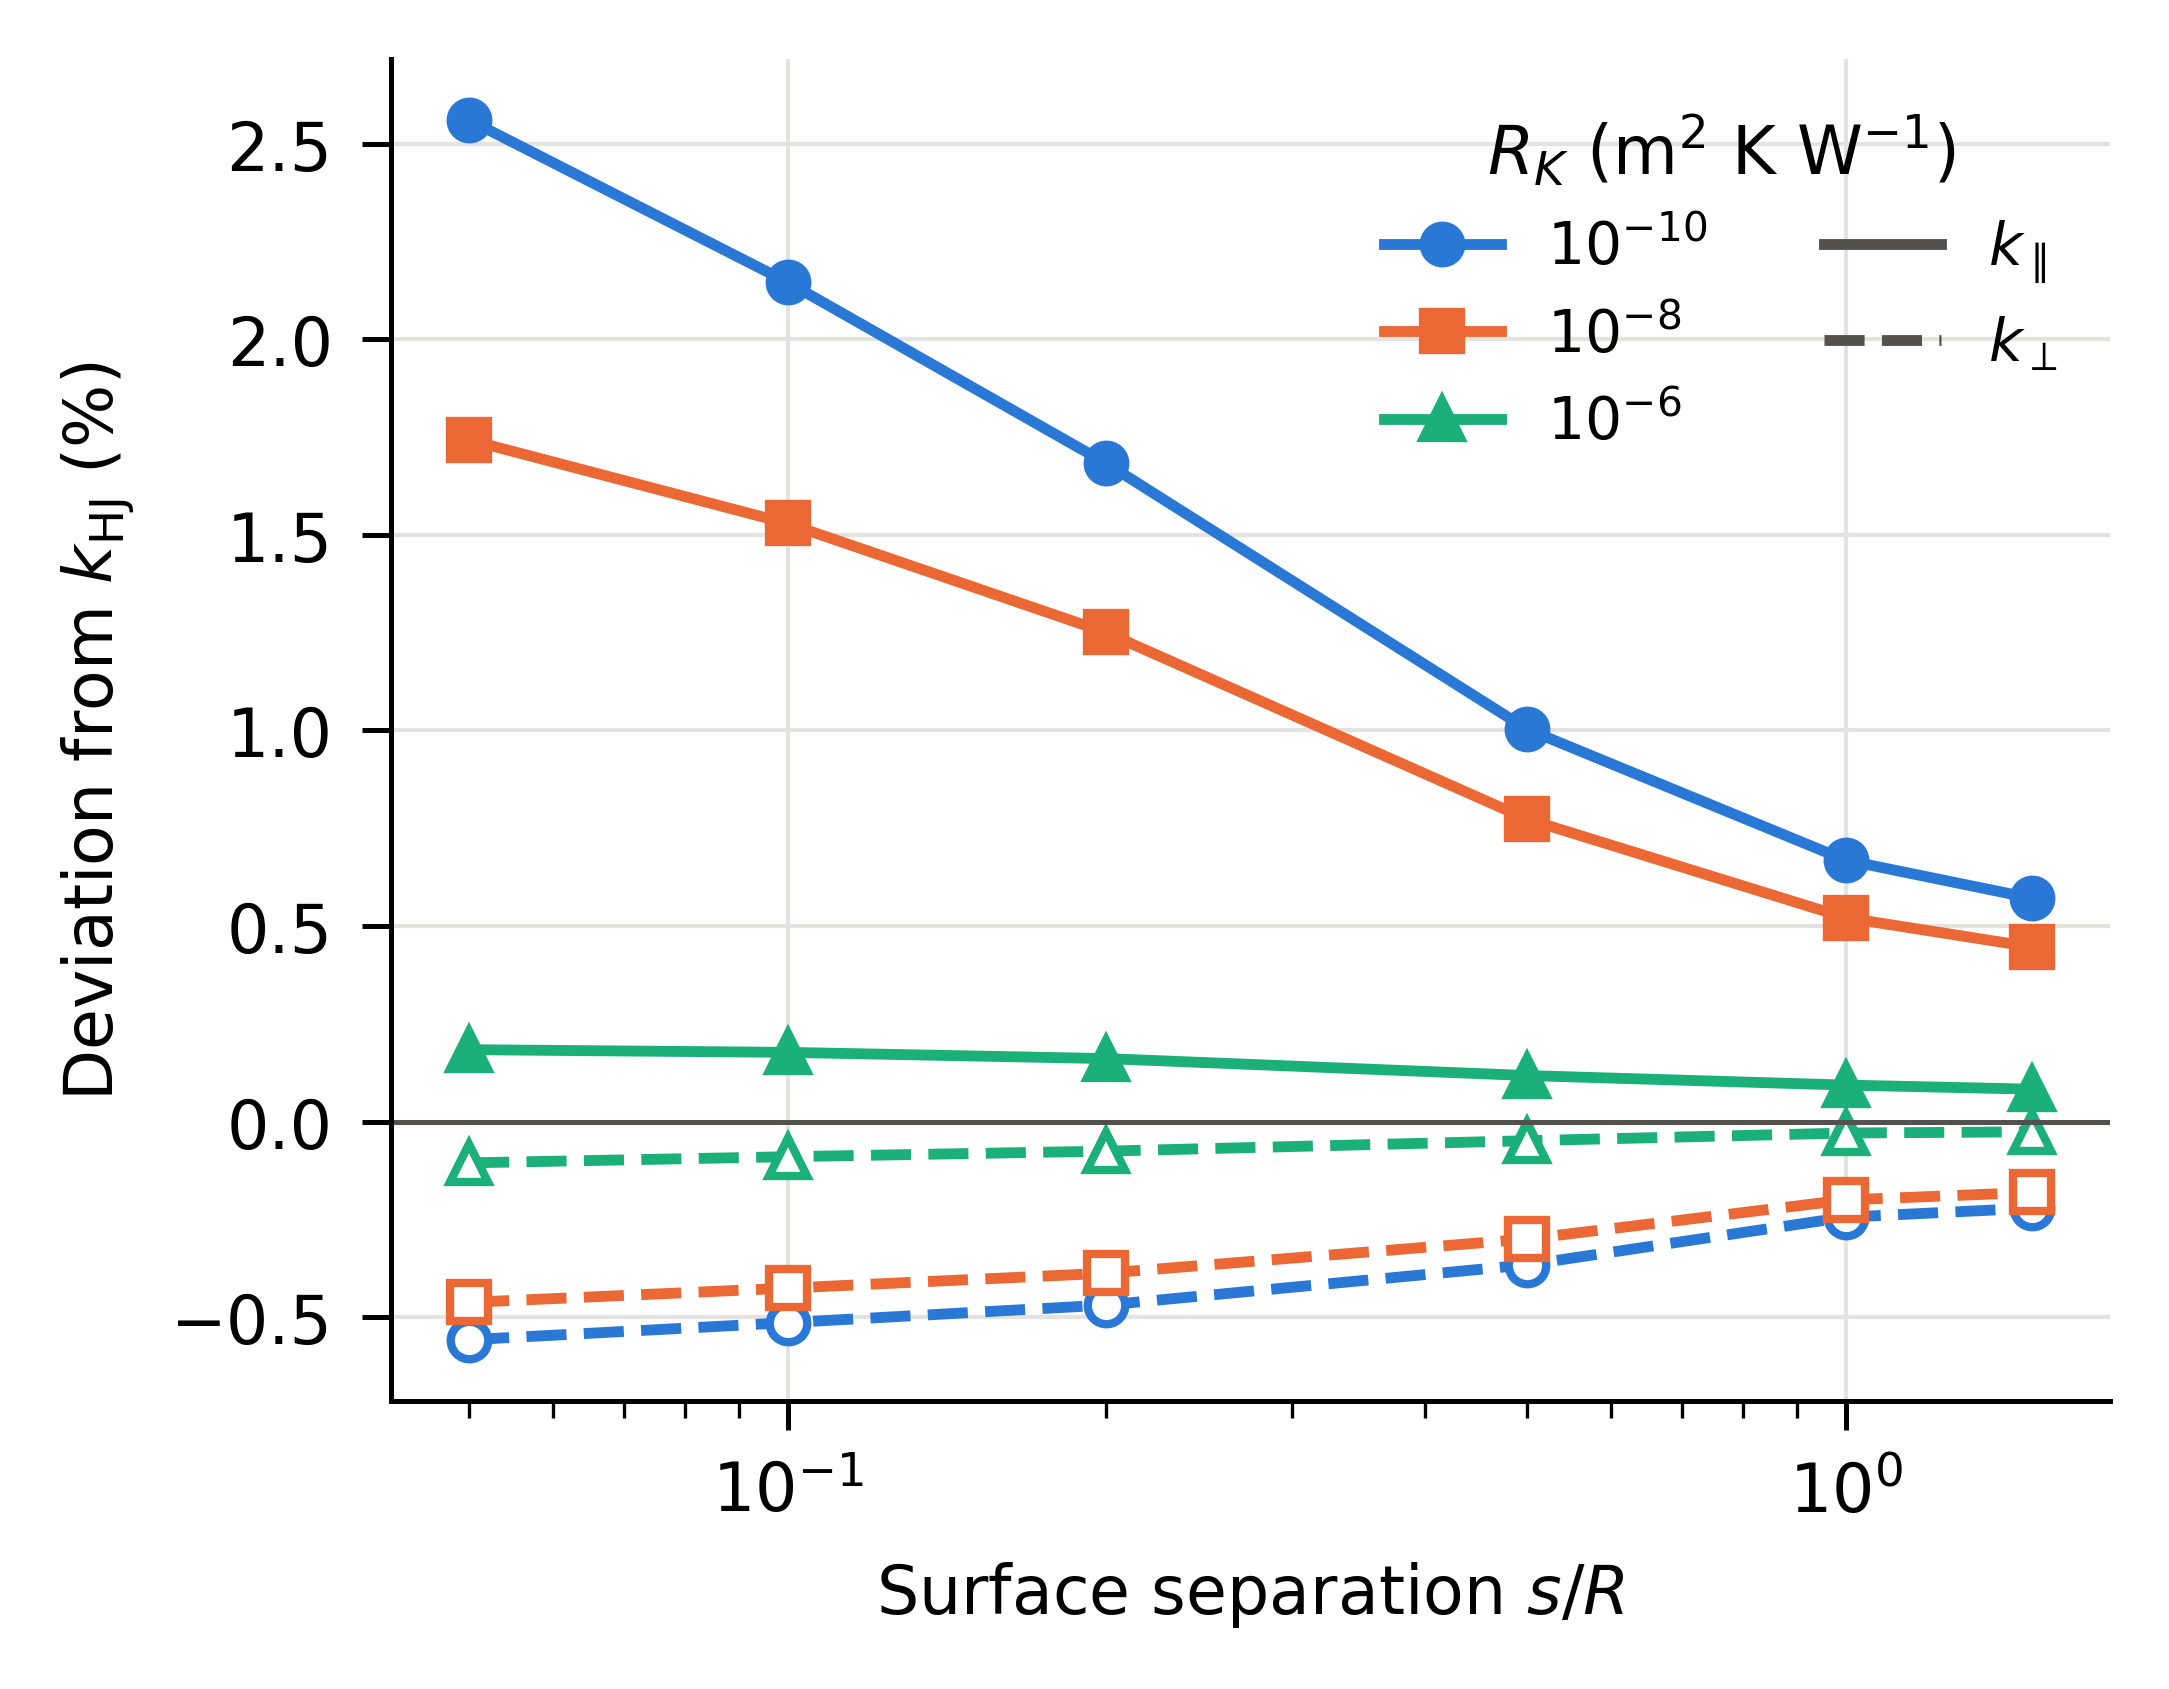 R_K (m² K W⁻¹)
10⁻¹⁰
10⁻⁸
10⁻⁶
k_∥
k_⊥
Deviation from k_HJ (%)
2.5
2.0
1.5
1.0
0.5
0.0
−0.5
10⁻¹
10⁰
Surface separation s/R